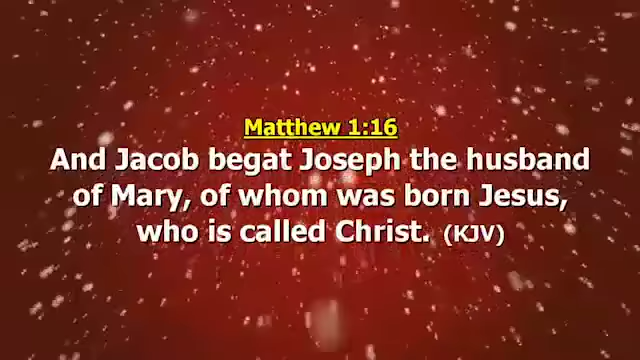 Matthew 1:16
And Jacob begat Joseph the husband
of Mary, of whom was born Jesus,
who is called Christ. (KJV)